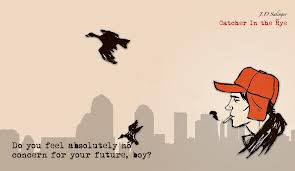 J.D Salinger
Catcher In the Rye
Do you feel absolutely no
concern for your future, boy?